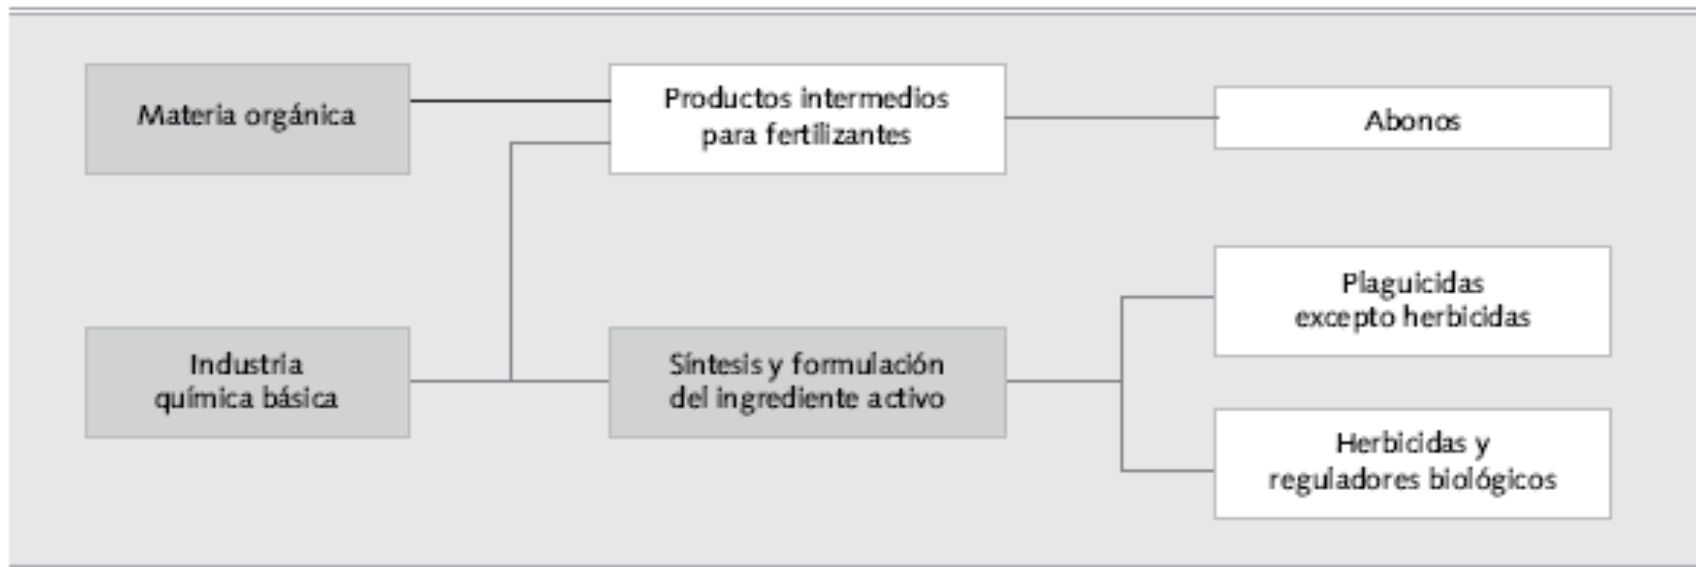 Materia orgánica
Productos intermedios
para fertilizantes
Abonos
Plaguicidas
excepto herbicidas
Industria
química básica
Síntesis y formulación
del ingrediente activo
Herbicidas y
reguladores biológicos